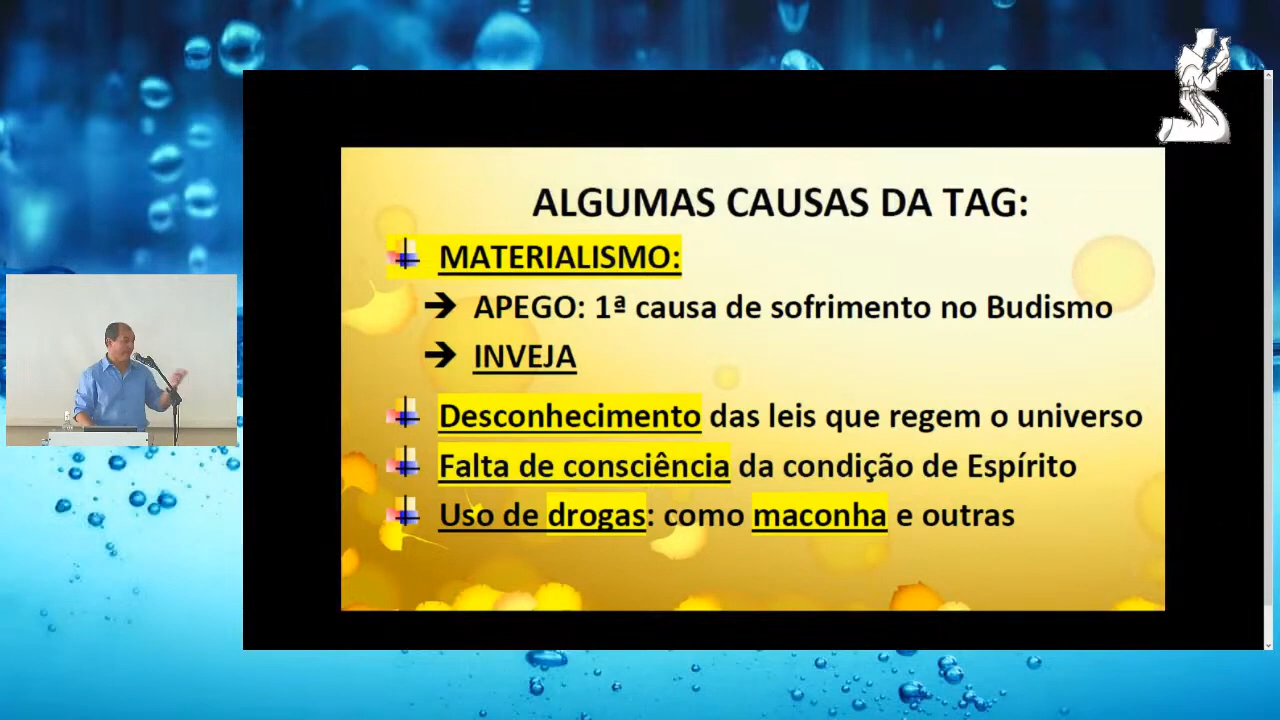 ALGUMAS CAUSAS DA TAG:
MATERIALISMO:
➔ APEGO: 1ª causa de sofrimento no Budismo
➔ INVEJA
Desconhecimento das leis que regem o universo
Falta de consciência da condição de Espírito
Uso de drogas: como maconha e outras